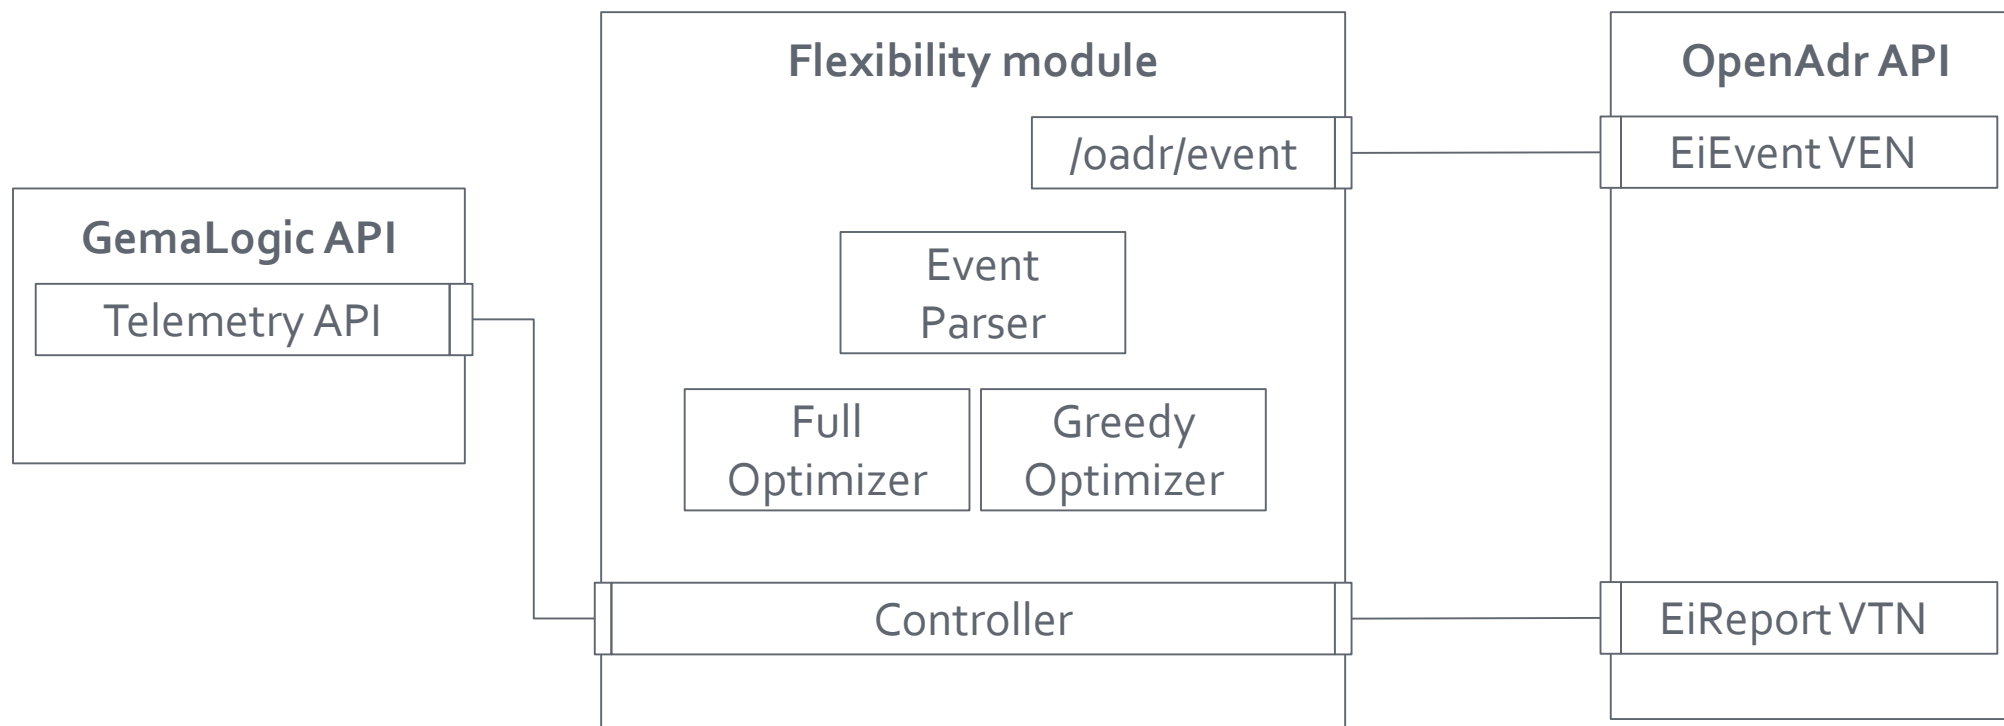 Flexibility module
OpenAdr API
/oadr/event
EiEvent VEN
GemaLogic API
Telemetry API
Event
Parser
Full
Optimizer
Greedy
Optimizer
Controller
EiReport VTN